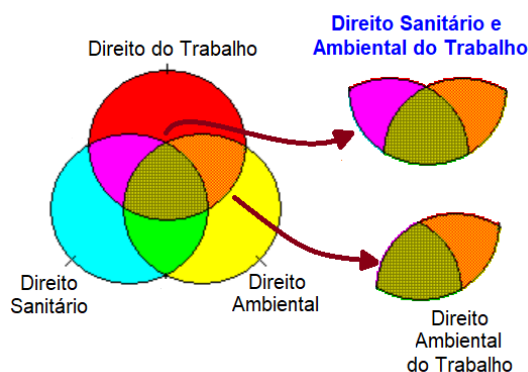 Direito do Trabalho
Direito Sanitário e
Ambiental do Trabalho
Direito
Sanitário
Direito
Ambiental
Direito
Ambiental
do Trabalho